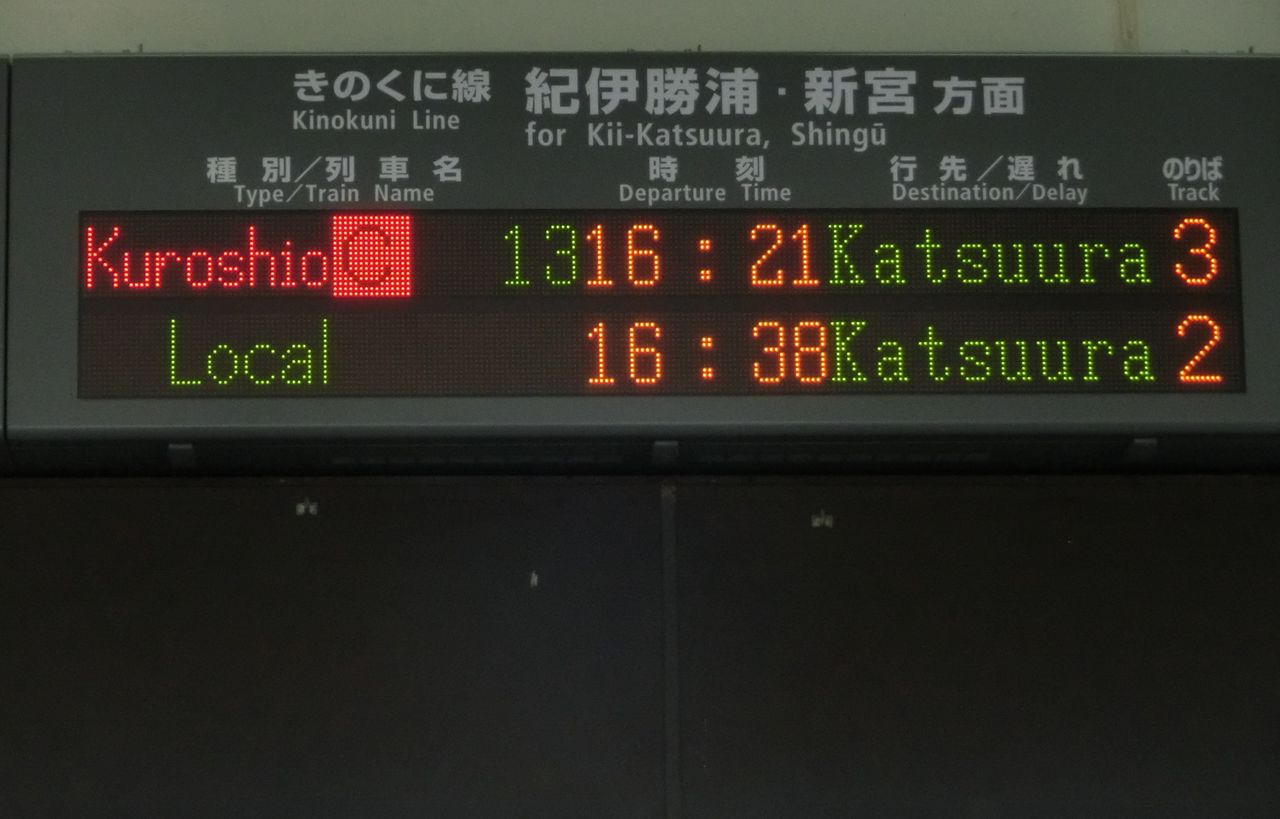 きのくに線 紀伊勝浦・新宮方面
Kinokuni Line for Kii-Katsuura, Shingū
種別／列車名 時刻 行先／遅れ のりば
Type/Train Name Departure Time Destination/Delay Track
Kuroshio C 13 16:21 Katsuura 3
Local 16:38 Katsuura 2